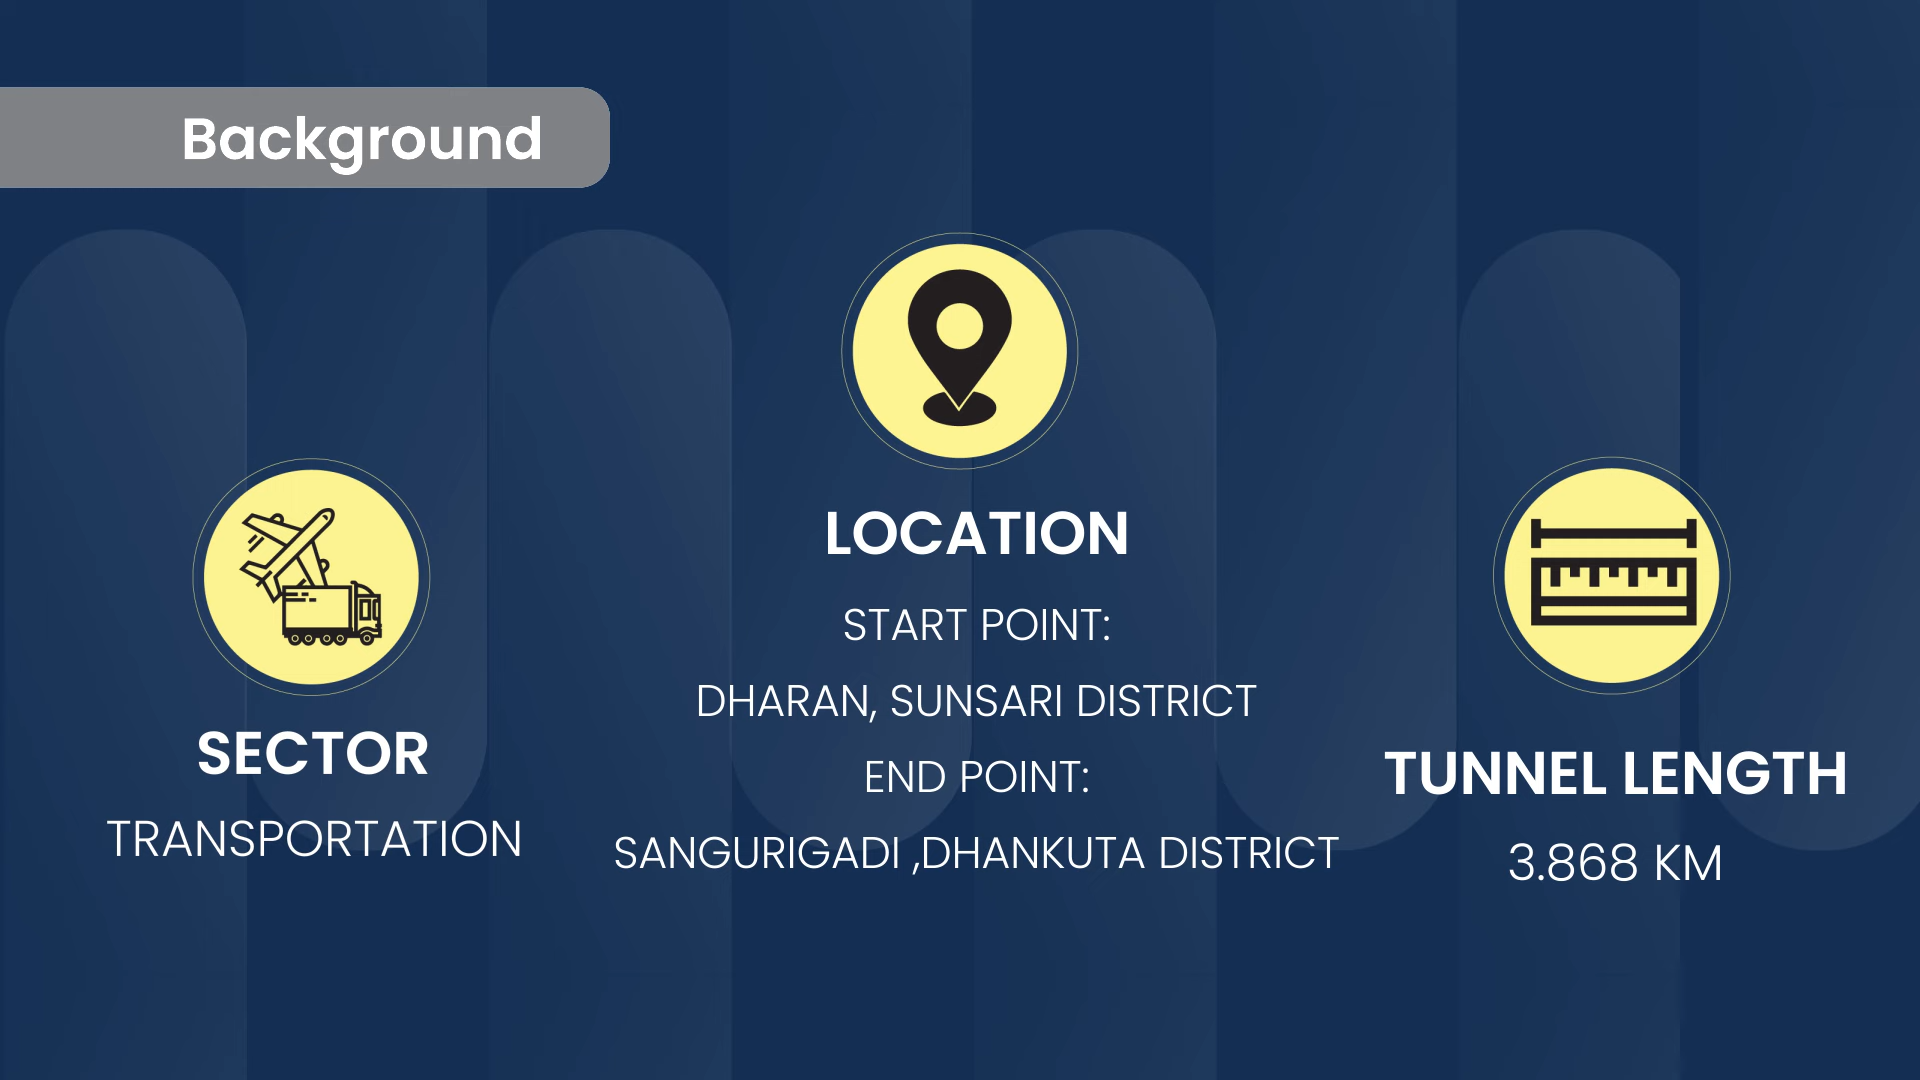 Background
SECTOR
TRANSPORTATION
LOCATION
START POINT:
DHARAN, SUNSARI DISTRICT
END POINT:
SANGURIGADI ,DHANKUTA DISTRICT
TUNNEL LENGTH
3.868 KM